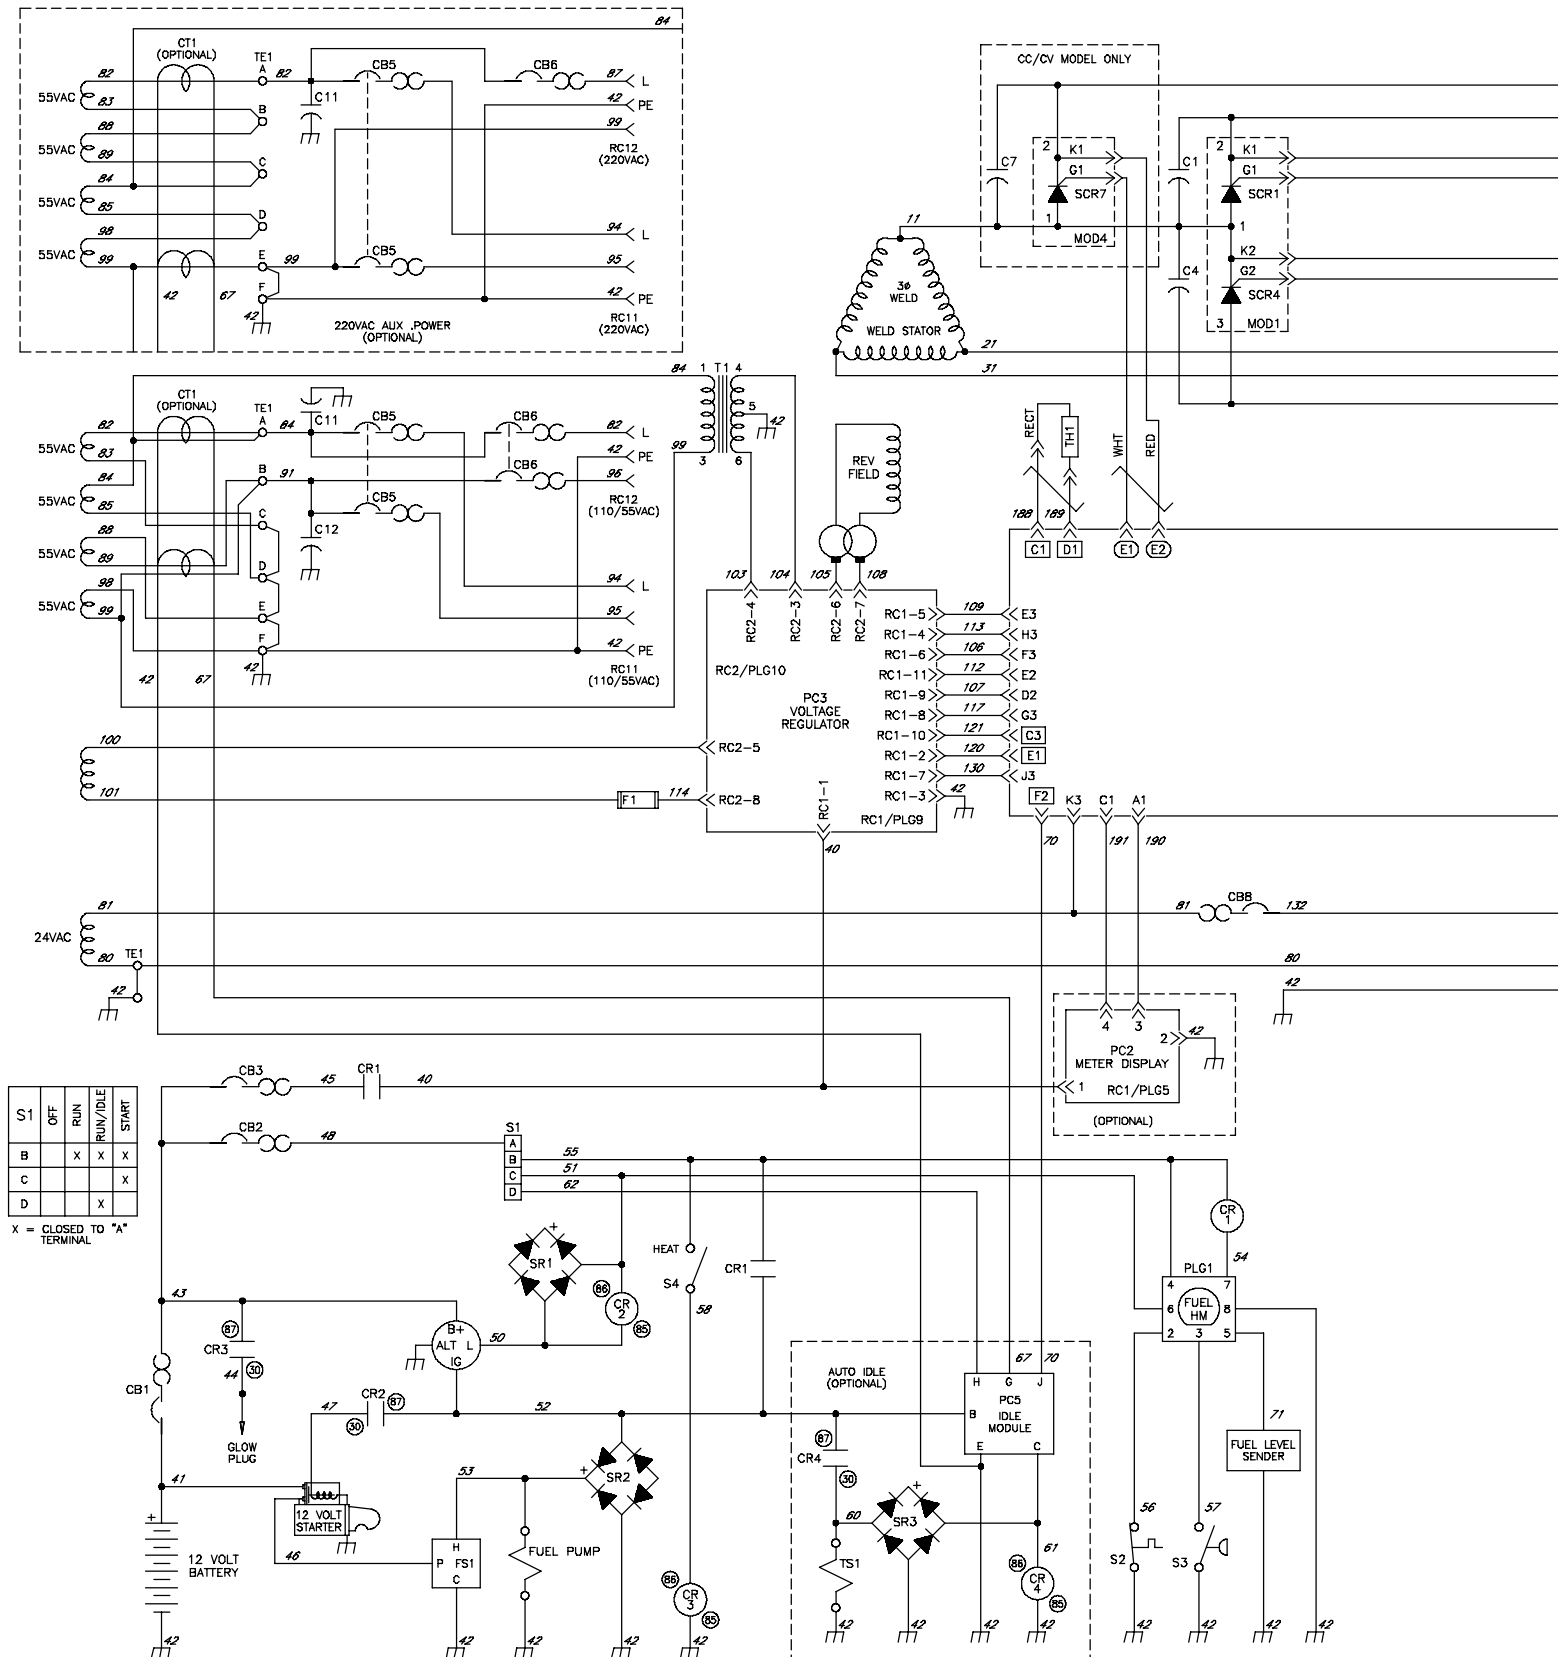 84
CT1
(OPTIONAL)
TE1
A
82
82
CB5
CB6
87
L
55VAC
83
B
C11
42
PE
99
88
55VAC
89
C
RC12
(220VAC)
84
55VAC
85
D
98
94
L
55VAC
99
E
99
CB5
95
42
67
F
42
PE
42
220VAC AUX .POWER
(OPTIONAL)
RC11
(220VAC)
CC/CV MODEL ONLY
C7
2
K1
G1
SCR7
1
MOD4
C1
2
K1
G1
SCR1
1
K2
G2
SCR4
3
MOD1
C4
11
3ø
WELD
WELD STATOR
21
31
CT1
(OPTIONAL)
TE1
A
84
C11
CB5
CB6
82
L
82
55VAC
83
42
PE
B
91
CB6
96
84
55VAC
85
C
CB5
RC12
(110/55VAC)
C12
88
55VAC
89
D
94
L
98
55VAC
99
E
95
F
42
PE
42
RC11
(110/55VAC)
42
67
84
1
T1
4
5
42
99
3
6
REV
FIELD
RECT
TH1
WHT
RED
188
189
C1
D1
E1
E2
103
104
105
108
RC2-4
RC2-3
RC2-6
RC2-7
RC2/PLG10
PC3
VOLTAGE
REGULATOR
RC1-5
109
E3
RC1-4
113
H3
RC1-6
106
F3
RC1-11
112
E2
RC1-9
107
D2
RC1-8
117
G3
RC1-10
121
C3
RC1-2
120
E1
RC1-7
130
J3
RC1-3
42
RC1/PLG9
RC1-1
40
100
RC2-5
101
F1
114
RC2-8
F2
K3
C1
A1
70
191
190
81
81
CB8
132
24VAC
80
TE1
80
42
42
4
3
2
42
PC2
METER DISPLAY
1
RC1/PLG5
(OPTIONAL)
CB3
45
CR1
40
S1
OFF
RUN
RUN/IDLE
START
B
X
X
X
C
X
D
X
X = CLOSED TO "A"
TERMINAL
CB2
48
S1
A
B
55
C
51
D
62
CR
1
54
PLG1
4
7
6
FUEL
HM
8
2
3
5
+
SR1
HEAT
S4
58
CR1
86
CR
2
85
43
87
CR3
44
30
GLOW
PLUG
B+
ALT
L
IG
50
CB1
47
CR2
87
30
52
41
+
12 VOLT
BATTERY
42
12 VOLT
STARTER
46
53
H
P
FS1
C
42
FUEL PUMP
42
+
SR2
42
86
CR
3
85
42
AUTO IDLE
(OPTIONAL)
67
70
H
G
J
PC5
IDLE
MODULE
B
E
C
87
CR4
30
+
60
SR3
TS1
42
42
42
61
86
CR
4
85
42
71
FUEL LEVEL
SENDER
56
57
S2
S3
42
42
42
42